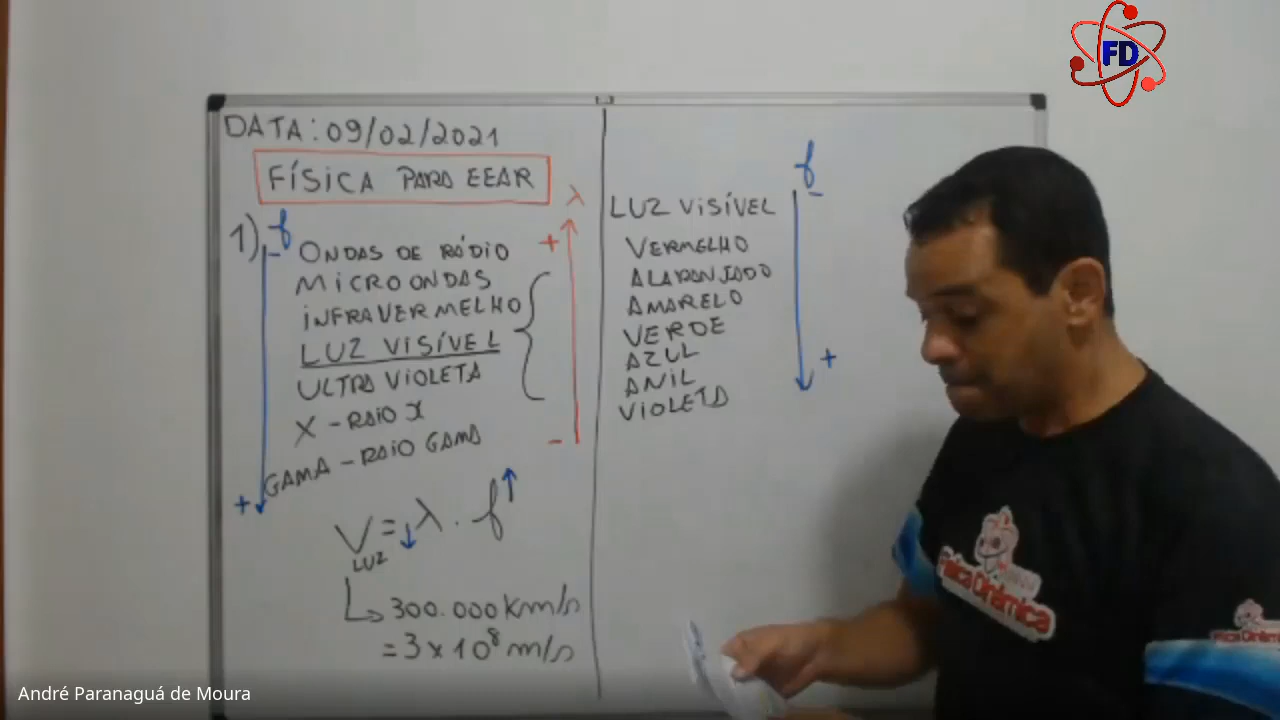 FD
DATA: 09/02/2021
FÍSICA PARA EEAR
1) f
ONDAS DE RÁDIO
MICROONDAS
INFRAVERMELHO
LUZ VISÍVEL
ULTRAVIOLETA
X - RAIO X
GAMA - RAIO GAMA
- +
λ
+ -
V LUZ = λ . f
300.000 km/s
= 3 x 10⁸ m/s
f
-
LUZ VISÍVEL
VERMELHO
ALARANJADO
AMARELO
VERDE
AZUL
ANIL
VIOLETA
+
Física Dinâmica
André Paranaguá de Moura